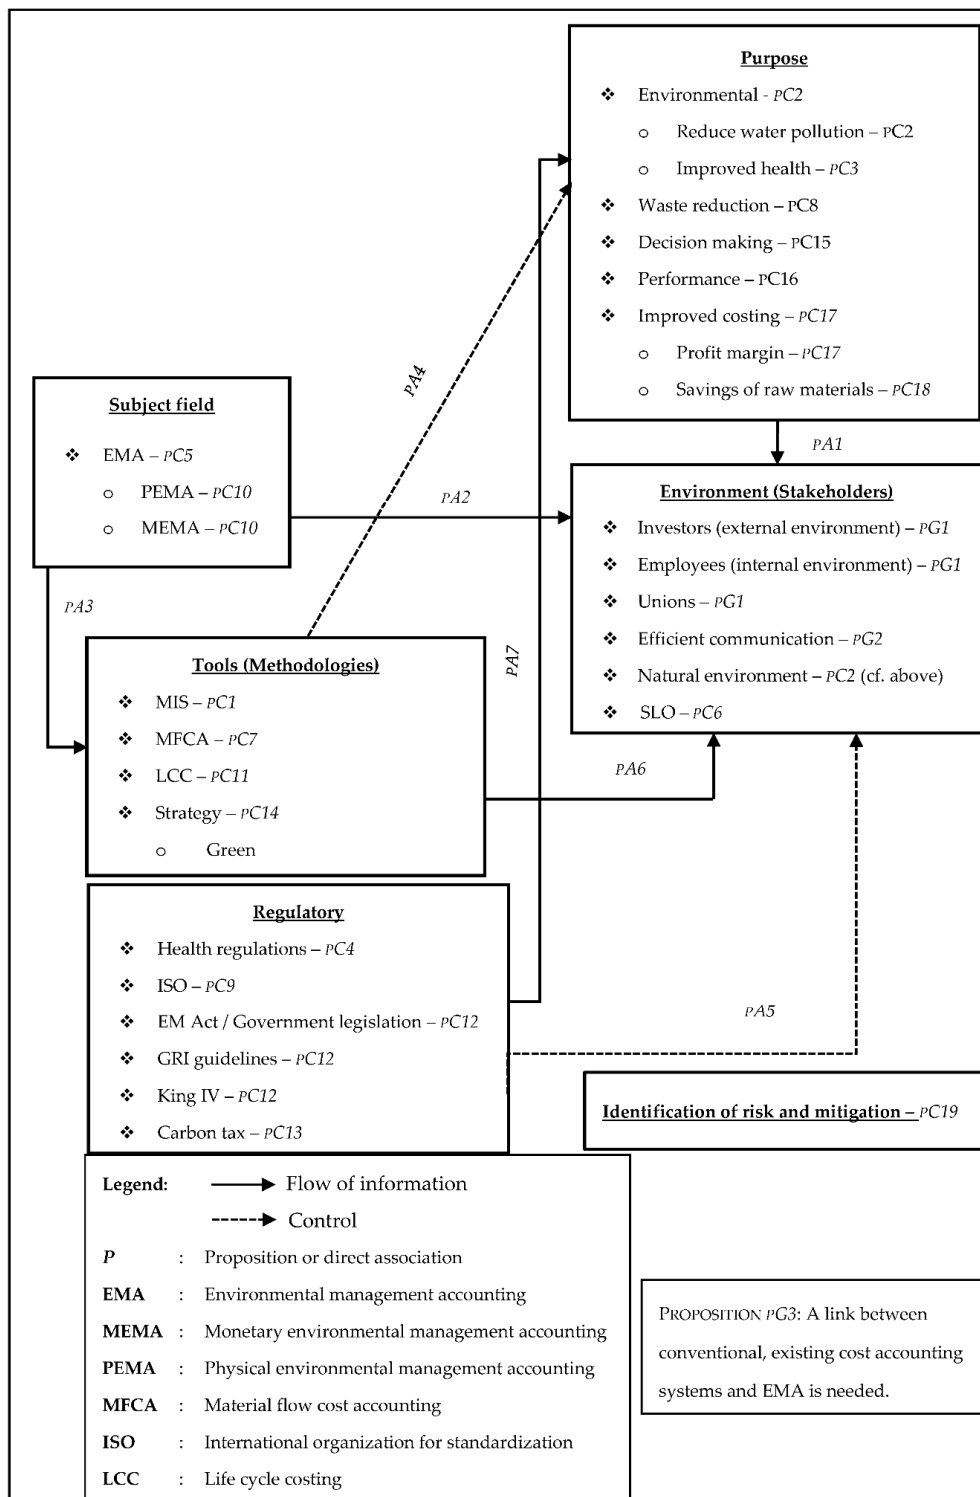 Purpose
❖ Environmental - PC2
o Reduce water pollution – PC2
o Improved health – PC3
❖ Waste reduction – PC8
❖ Decision making – PC15
❖ Performance – PC16
❖ Improved costing – PC17
o Profit margin – PC17
o Savings of raw materials – PC18
PA4
Subject field
❖ EMA – PC5
o PEMA – PC10
o MEMA – PC10
PA1
PA2
Environment (Stakeholders)
❖ Investors (external environment) – PG1
❖ Employees (internal environment) – PG1
❖ Unions – PG1
❖ Efficient communication – PG2
❖ Natural environment – PC2 (cf. above)
❖ SLO – PC6
PA3
PA7
Tools (Methodologies)
❖ MIS – PC1
❖ MFCA – PC7
❖ LCC – PC11
❖ Strategy – PC14
o Green
PA6
Regulatory
❖ Health regulations – PC4
❖ ISO – PC9
❖ EM Act / Government legislation – PC12
❖ GRI guidelines – PC12
❖ King IV – PC12
❖ Carbon tax – PC13
PA5
Identification of risk and mitigation – PC19
Legend: Flow of information
Control
P : Proposition or direct association
EMA : Environmental management accounting
MEMA : Monetary environmental management accounting
PEMA : Physical environmental management accounting
MFCA : Material flow cost accounting
ISO : International organization for standardization
LCC : Life cycle costing
PROPOSITION PG3: A link between
conventional, existing cost accounting
systems and EMA is needed.